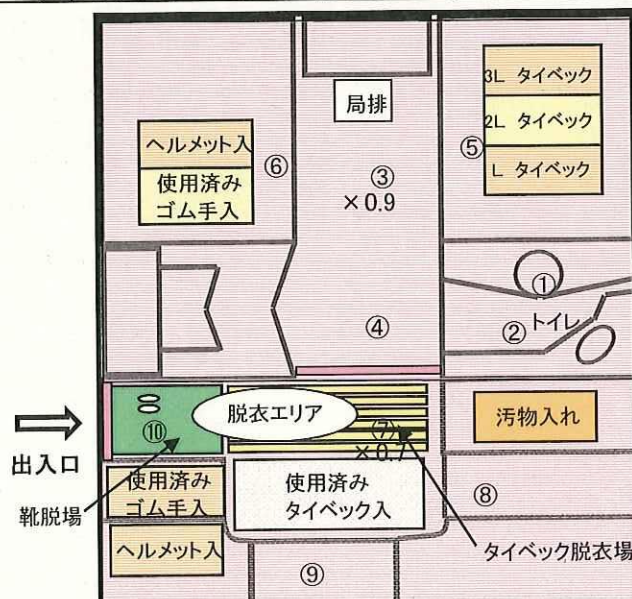 局排
3L タイベック
2L タイベック
L タイベック
⑤
ヘルメット入
使用済み
ゴム手入
⑥
③
×0.9
①
②
トイレ
④
出入口
⑩
脱衣エリア
⑦
×0.7
汚物入れ
靴脱場
使用済み
ゴム手入
使用済み
タイベック入
⑧
ヘルメット入
タイベック脱衣場
⑨